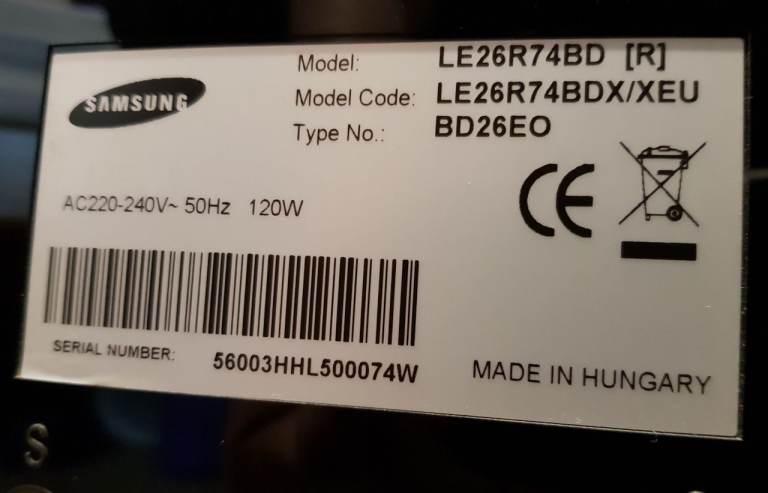 SAMSUNG
Model: LE26R74BD [R]
Model Code: LE26R74BDX/XEU
Type No.: BD26EO
AC220-240V~ 50Hz 120W
CE
SERIAL NUMBER: 56003HHL500074W
MADE IN HUNGARY
S